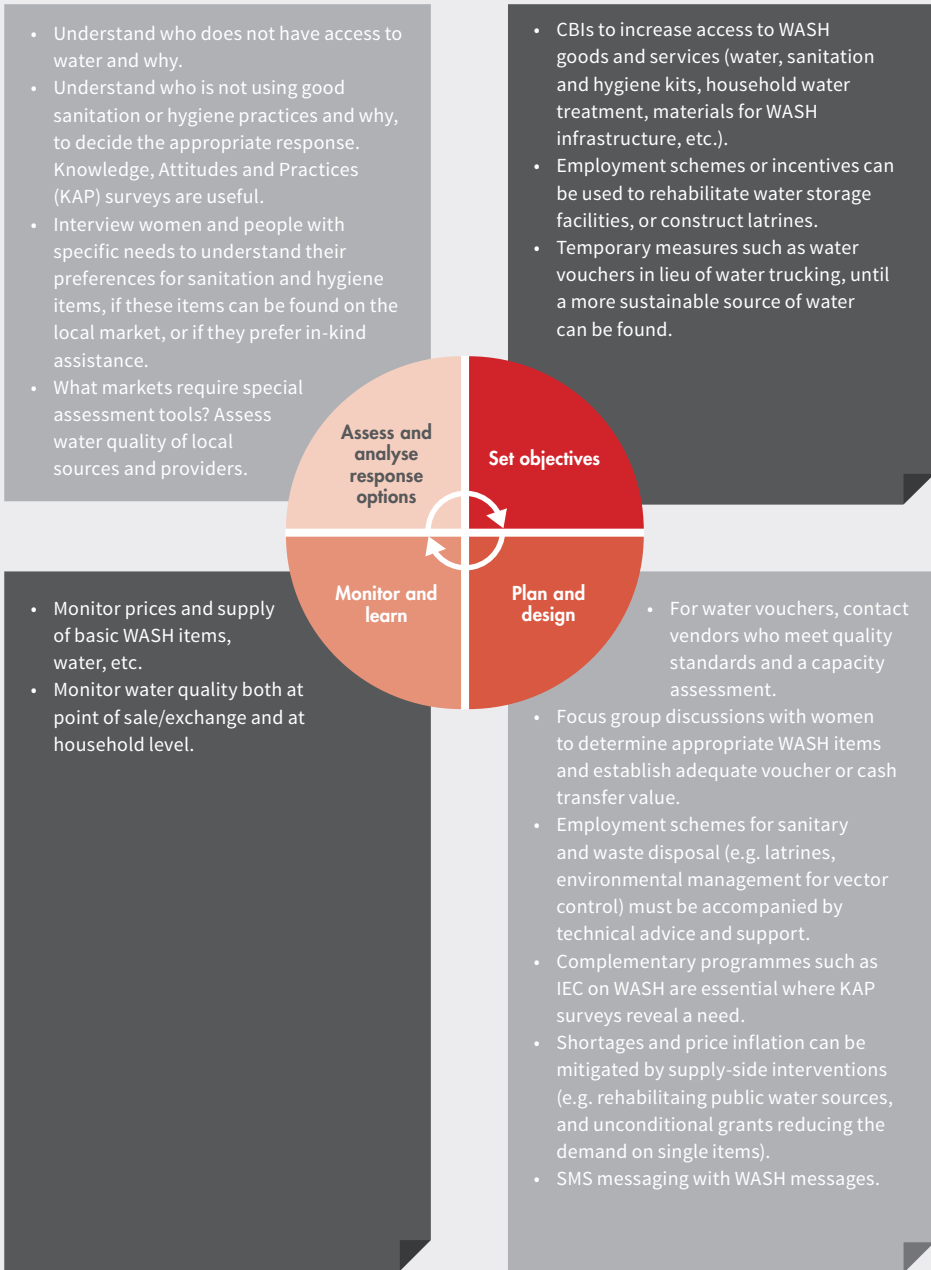 • Understand who does not have access to
water and why.
• Understand who is not using good
sanitation or hygiene practices and why,
to decide the appropriate response.
Knowledge, Attitudes and Practices
(KAP) surveys are useful.
• Interview women and people with
specific needs to understand their
preferences for sanitation and hygiene
items, if these items can be found on the
local market, or if they prefer in-kind
assistance.
• What markets require special
assessment tools? Assess
water quality of local
sources and providers.
• CBIs to increase access to WASH
goods and services (water, sanitation
and hygiene kits, household water
treatment, materials for WASH
infrastructure, etc.).
• Employment schemes or incentives can
be used to rehabilitate water storage
facilities, or construct latrines.
• Temporary measures such as water
vouchers in lieu of water trucking, until
a more sustainable source of water
can be found.
Assess and
analyse
response
options
Set objectives
Monitor and
learn
Plan and
design
• Monitor prices and supply
of basic WASH items,
water, etc.
• Monitor water quality both at
point of sale/exchange and at
household level.
• For water vouchers, contact
vendors who meet quality
standards and a capacity
assessment.
• Focus group discussions with women
to determine appropriate WASH items
and establish adequate voucher or cash
transfer value.
• Employment schemes for sanitary
and waste disposal (e.g. latrines,
environmental management for vector
control) must be accompanied by
technical advice and support.
• Complementary programmes such as
IEC on WASH are essential where KAP
surveys reveal a need.
• Shortages and price inflation can be
mitigated by supply-side interventions
(e.g. rehabilitaing public water sources,
and unconditional grants reducing the
demand on single items).
• SMS messaging with WASH messages.